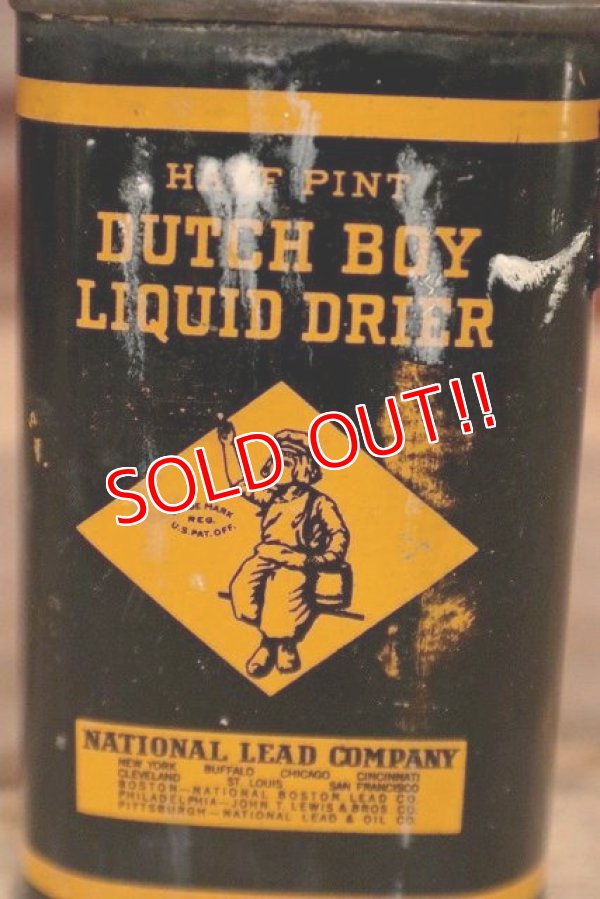 HALF PINT
DUTCH BOY
LIQUID DRIER
SOLD OUT!!
MARK
REG.
U.S. PAT. OFF.
NATIONAL LEAD COMPANY
NEW YORK BUFFALO CHICAGO CINCINNATI
CLEVELAND ST. LOUIS SAN FRANCISCO
BOSTON—NATIONAL BOSTON LEAD CO.
PHILADELPHIA—JOHN T. LEWIS & BROS. CO.
PITTSBURGH—NATIONAL LEAD & OIL CO.